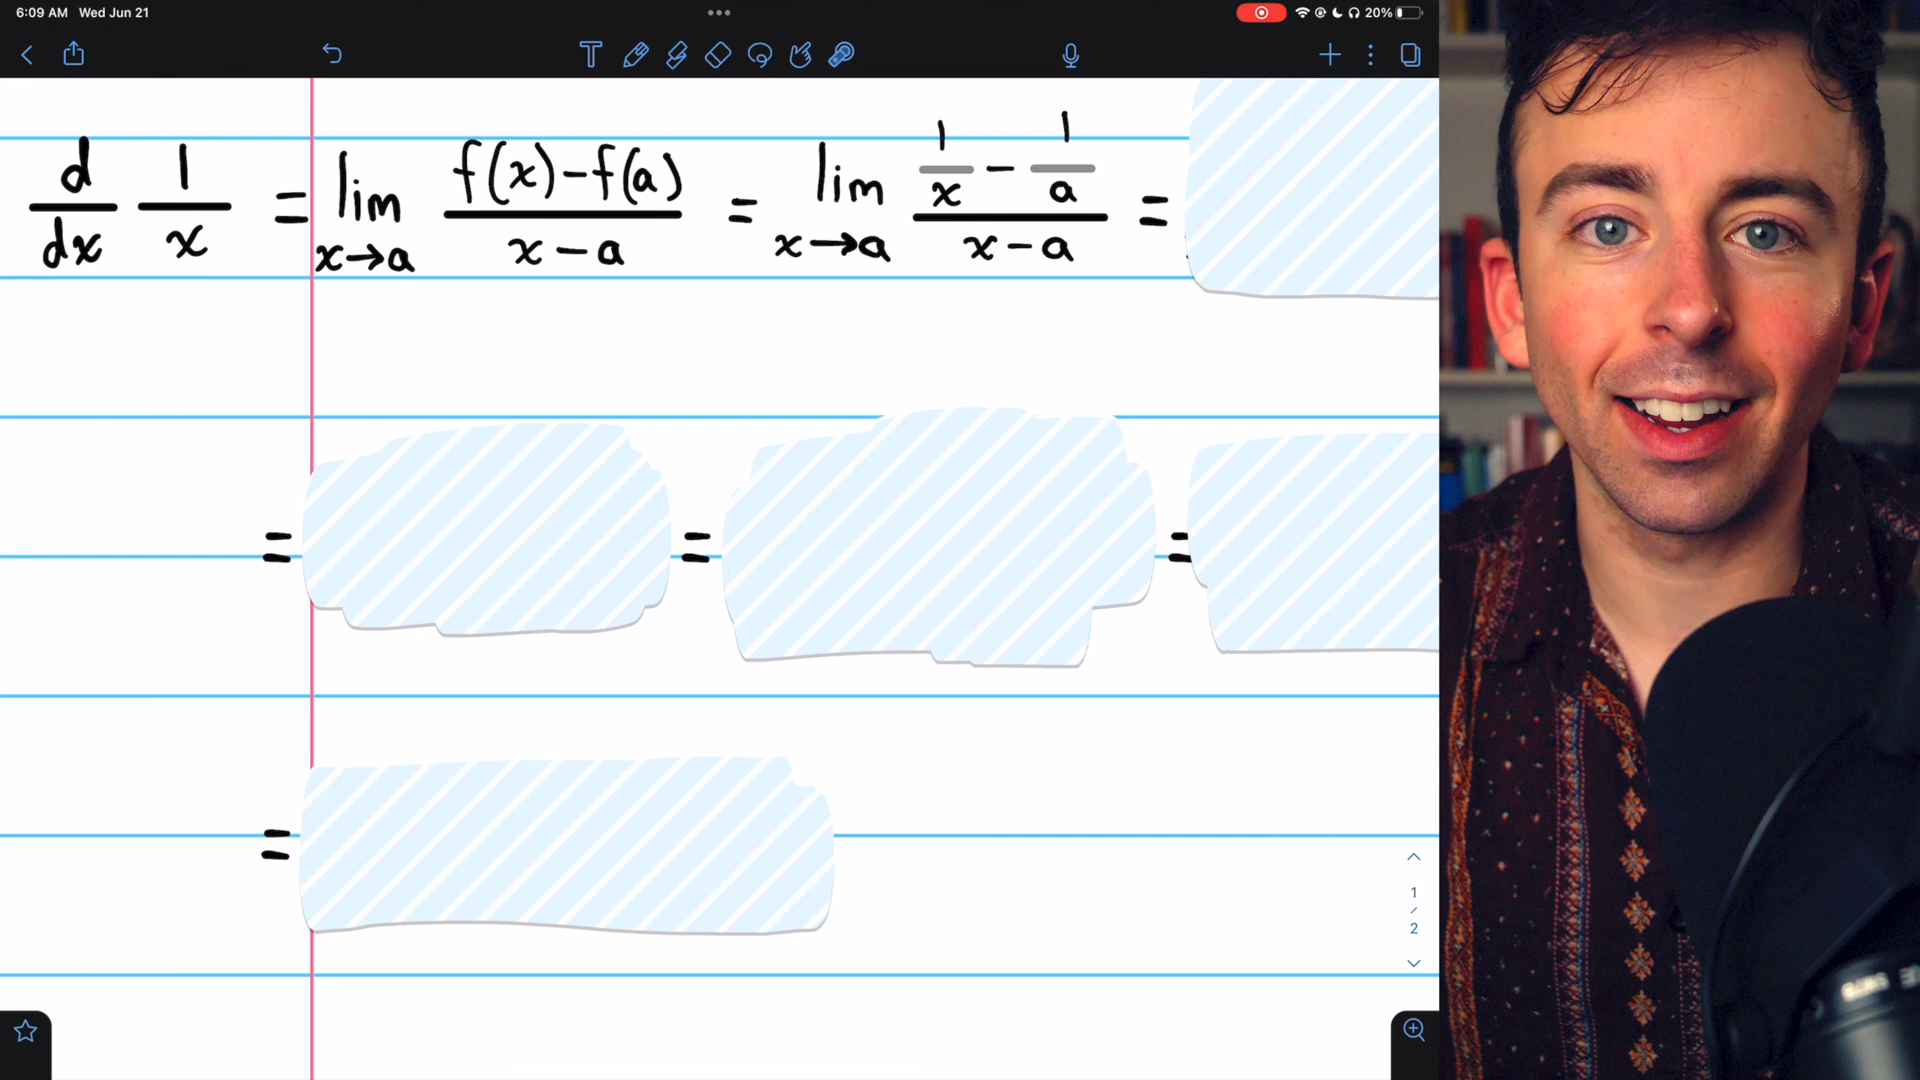 6:09 AM Wed Jun 21
20%
d/dx 1/x = lim x→a f(x)-f(a)/x-a = lim x→a 1/x - 1/a / x-a =
= = =
=
1/2